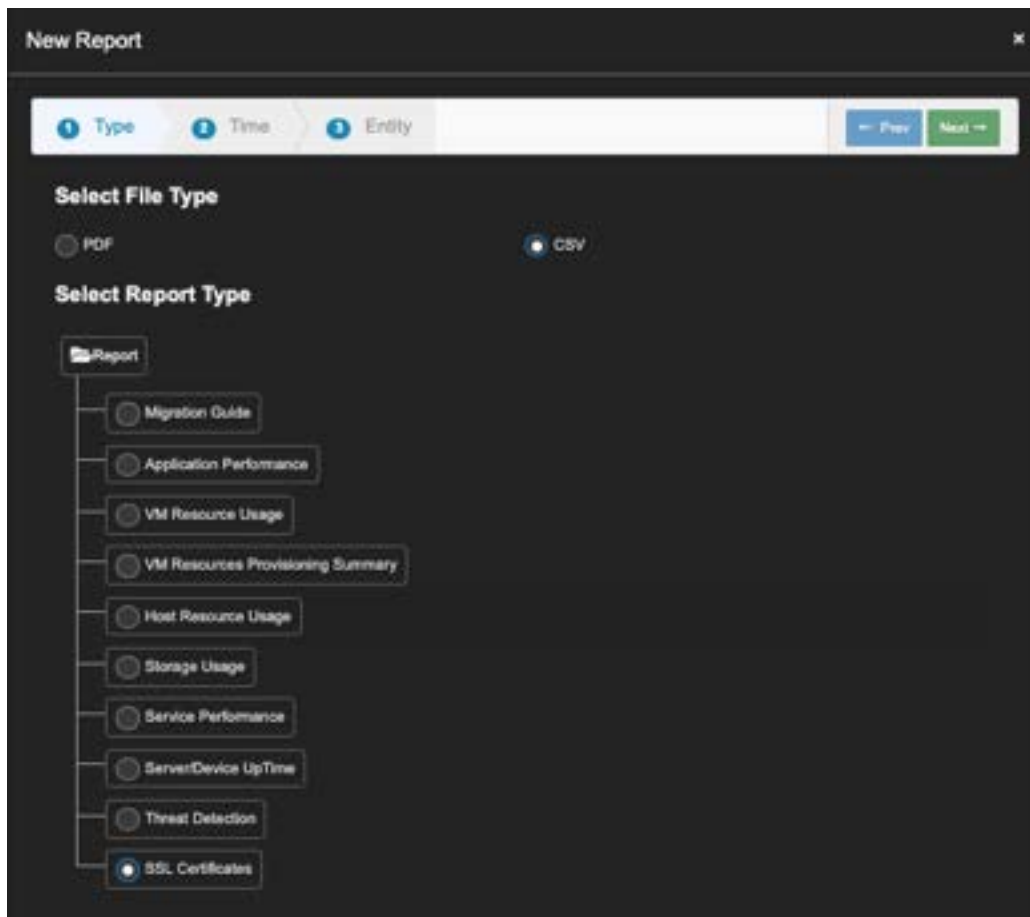 New Report ×
1 Type 2 Time 3 Entity ← Prev Next →
Select File Type
PDF CSV
Select Report Type
Report
Migration Guide
Application Performance
VM Resource Usage
VM Resources Provisioning Summary
Host Resource Usage
Storage Usage
Service Performance
Server/Device UpTime
Threat Detection
SSL Certificates